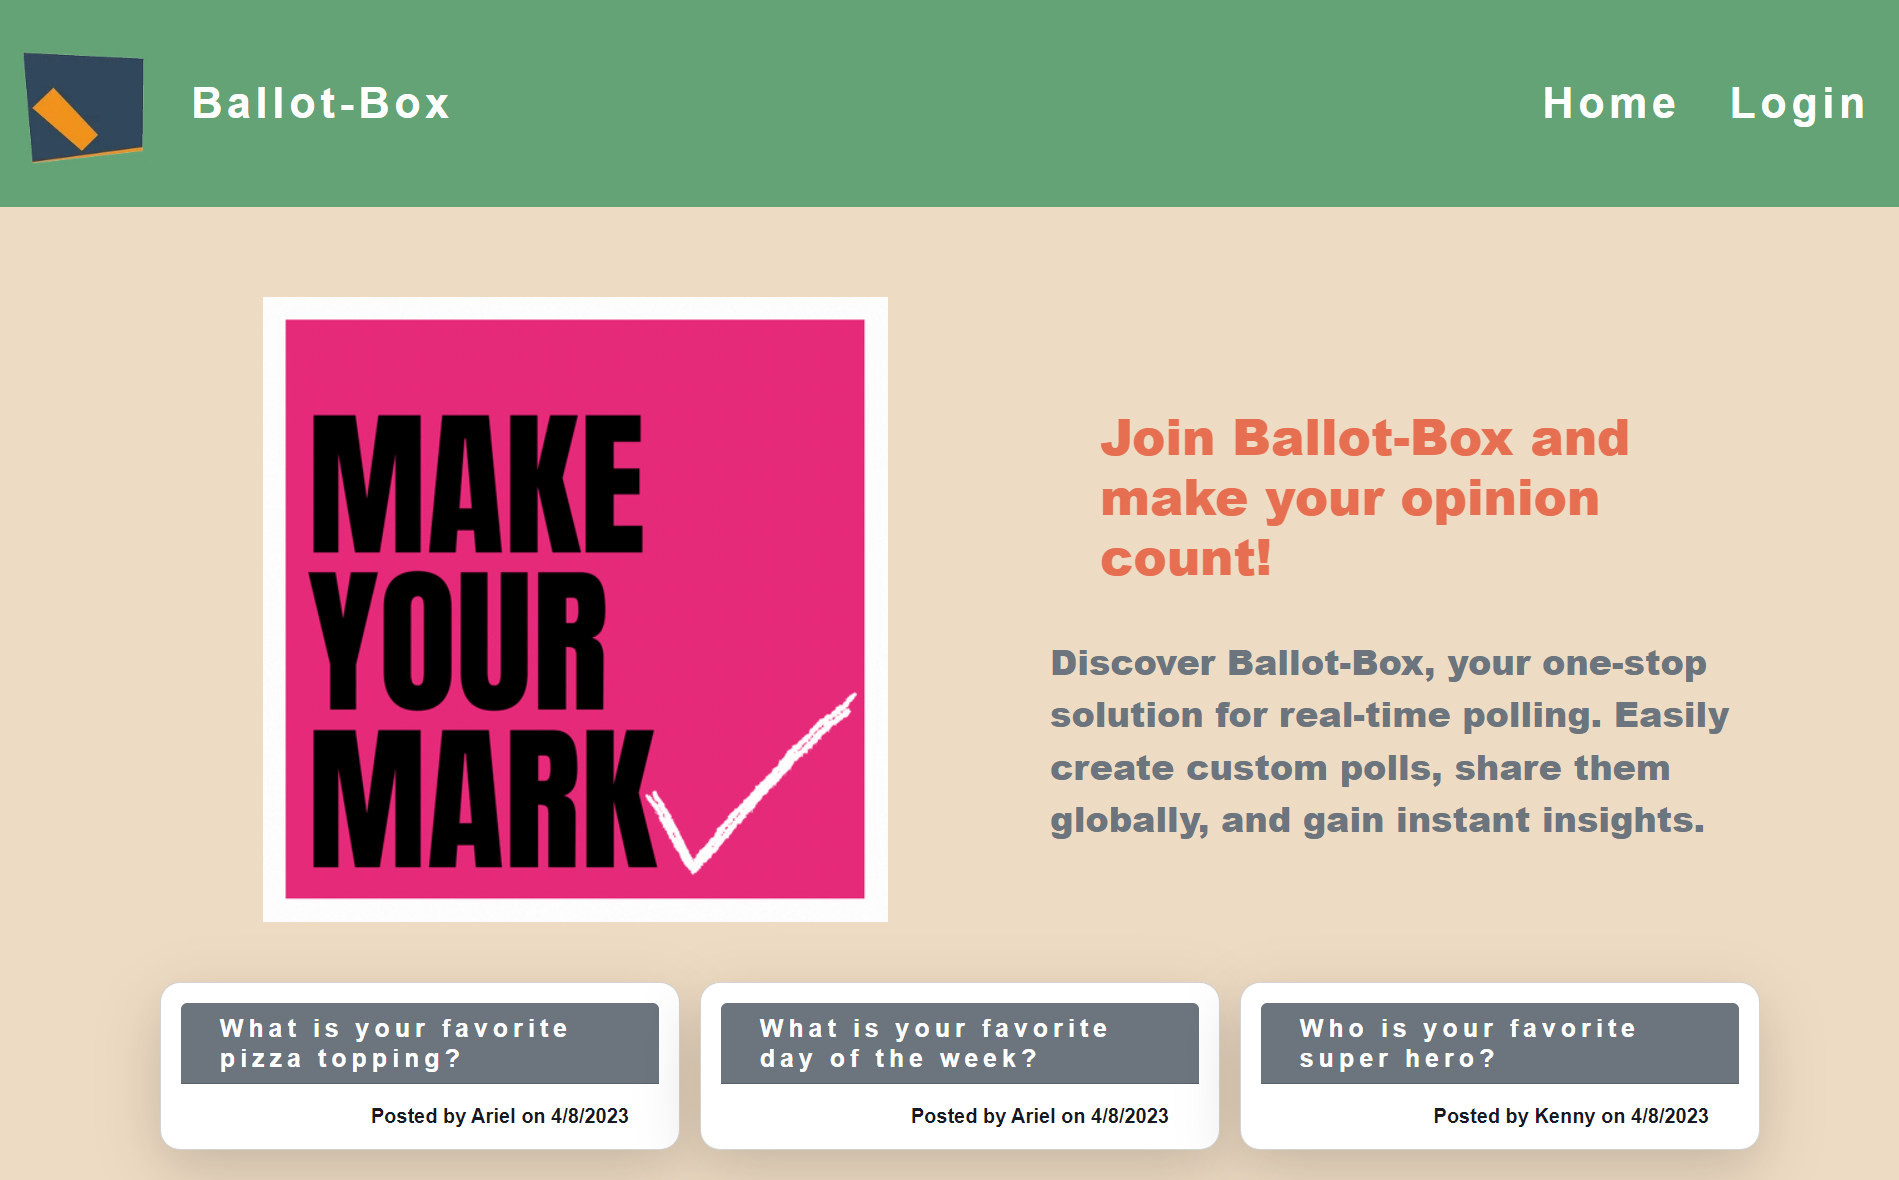 Ballot-Box
Home
Login
MAKE
YOUR
MARK
Join Ballot-Box and
make your opinion
count!
Discover Ballot-Box, your one-stop
solution for real-time polling. Easily
create custom polls, share them
globally, and gain instant insights.
What is your favorite
pizza topping?
Posted by Ariel on 4/8/2023
What is your favorite
day of the week?
Posted by Ariel on 4/8/2023
Who is your favorite
super hero?
Posted by Kenny on 4/8/2023